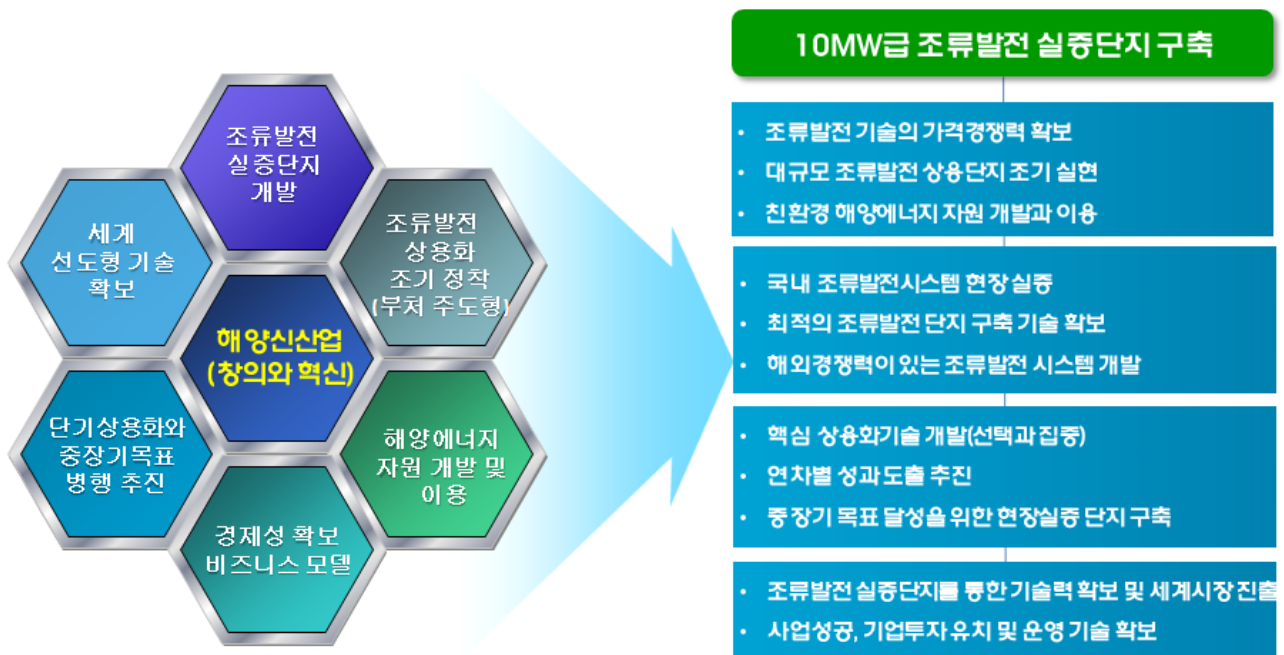 조류발전
실증단지
개발
세계
선도형 기술
확보
조류발전
상용화
조기 정착
(부처 주도형)
해양신산업
(창의와 혁신)
단기상용화와
중장기목표
병행 추진
해양에너지
자원 개발 및
이용
경제성 확보
비즈니스 모델
10MW급 조류발전 실증단지 구축
• 조류발전 기술의 가격경쟁력 확보
• 대규모 조류발전 상용단지 조기 실현
• 친환경 해양에너지 자원 개발과 이용
• 국내 조류발전시스템 현장 실증
• 최적의 조류발전 단지 구축 기술 확보
• 해외경쟁력이 있는 조류발전 시스템 개발
• 핵심 상용화기술 개발(선택과 집중)
• 연차별 성과 도출 추진
• 중장기 목표 달성을 위한 현장실증 단지 구축
• 조류발전 실증단지를 통한 기술력 확보 및 세계시장 진출
• 사업성공, 기업투자 유치 및 운영 기술 확보